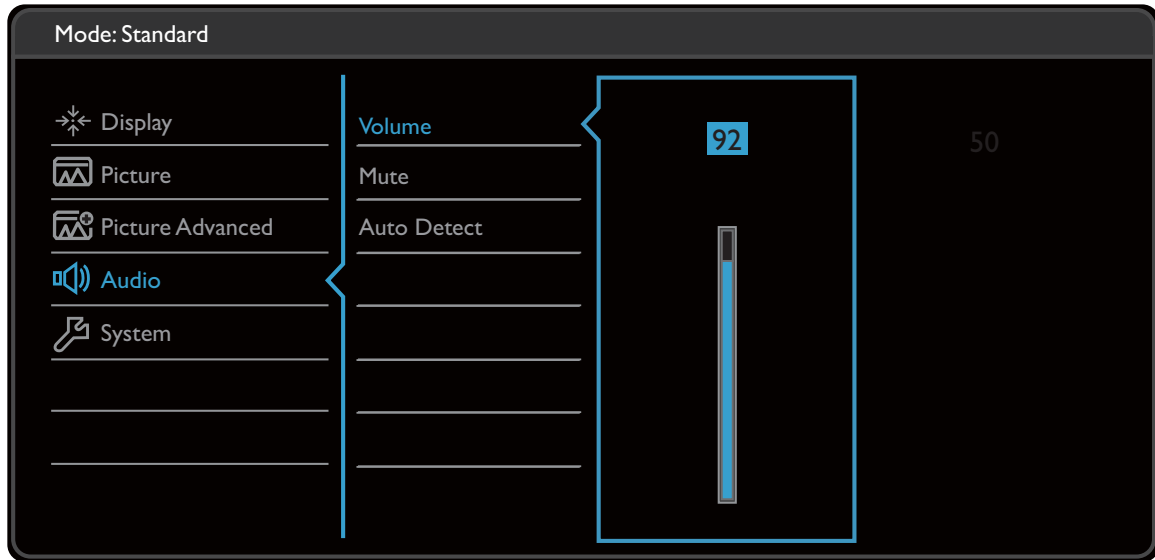 Mode: Standard
Display
Picture
Picture Advanced
Audio
System
Volume
Mute
Auto Detect
92
50